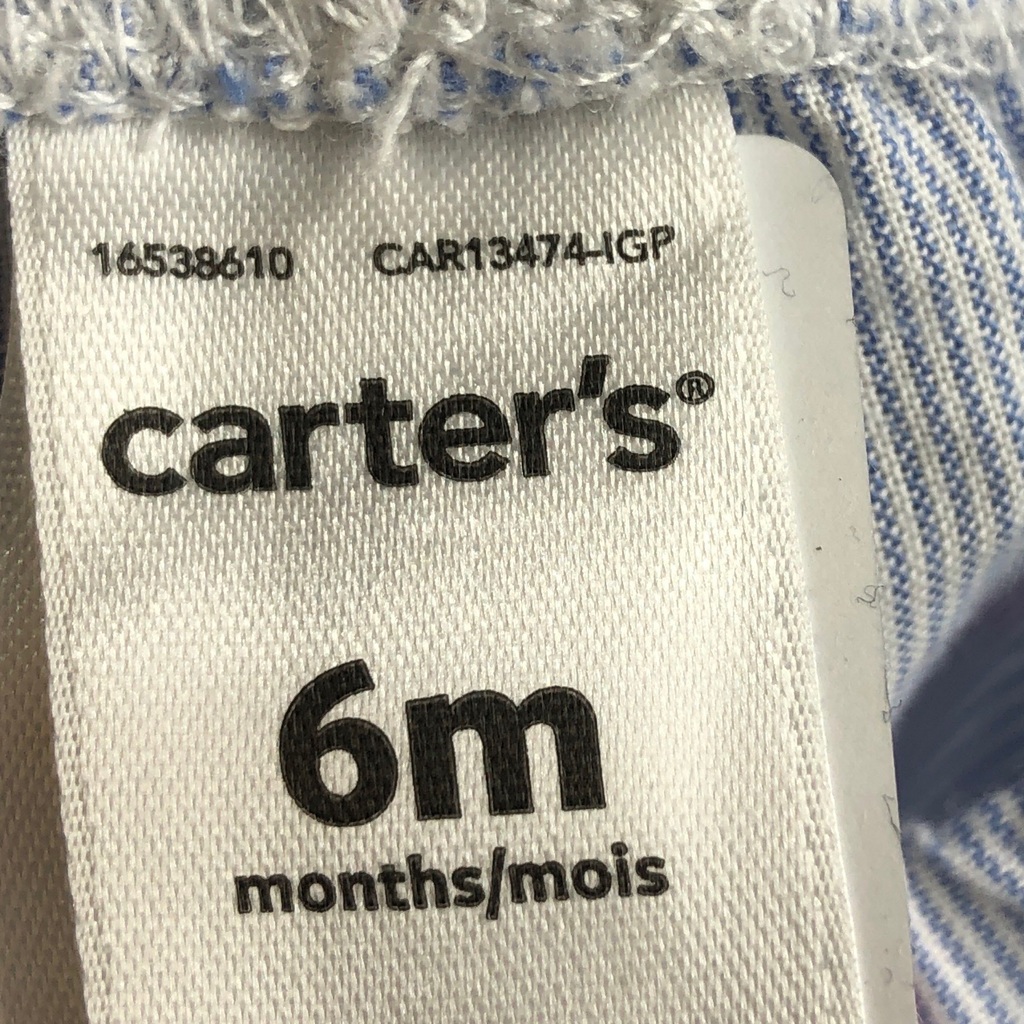 16538610 CAR13474-IGP
carter's®
6m
months/mois